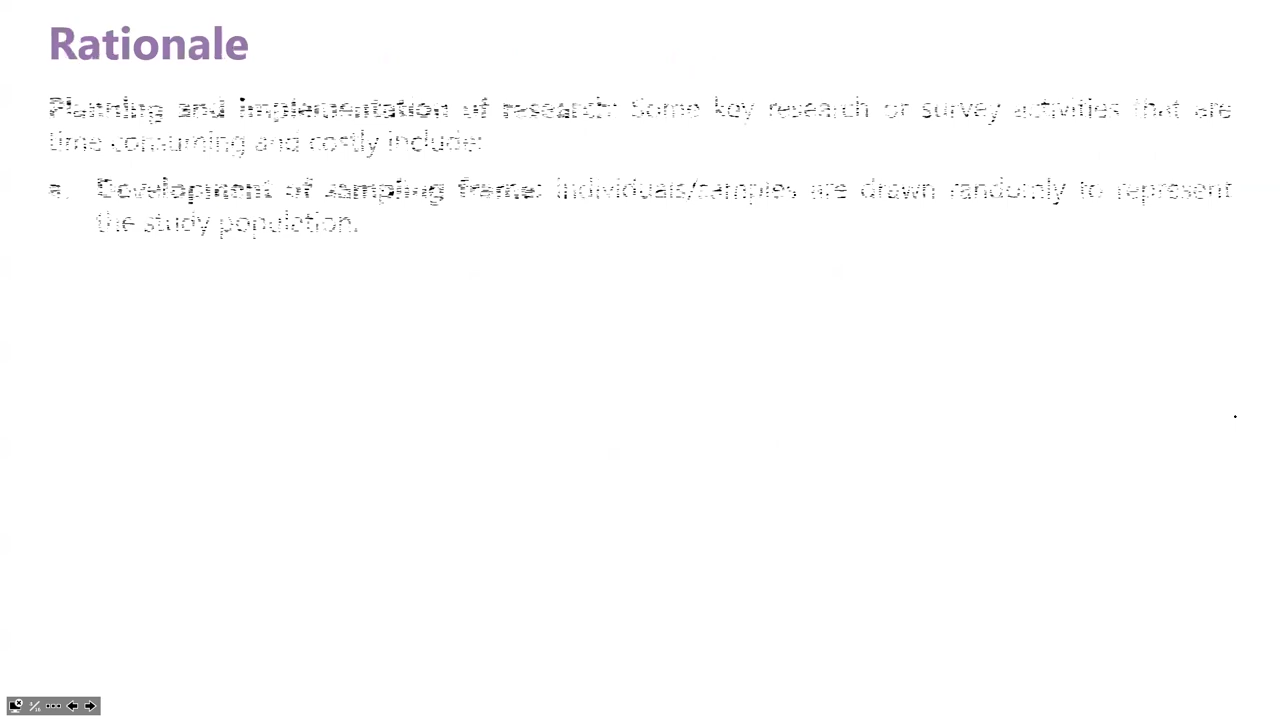 Rationale
Planning and implementation of research: Some key research or survey activities that are
time consuming and costly include:
a. Development of sampling frame: individuals/samples are drawn randomly to represent
the study population.